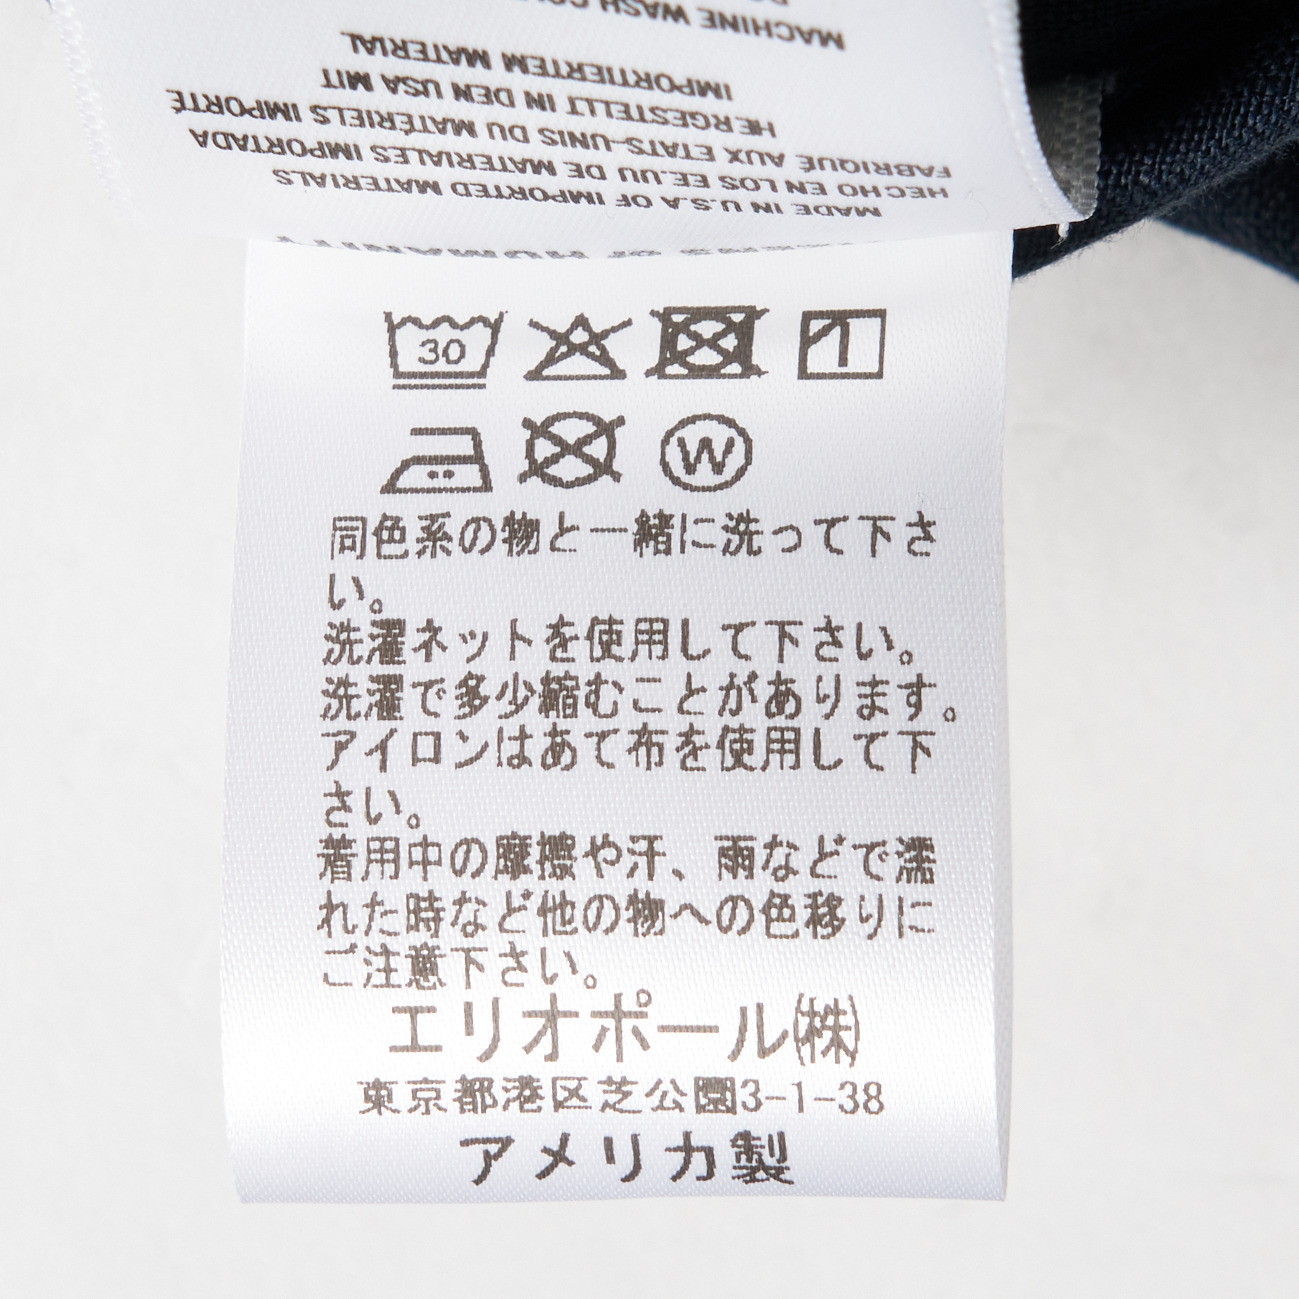 MACHINE WASH
IMPORTIERTEM MATERIAL
HERGESTELLT IN DEN USA MIT
FABRIQUÉ AUX ETATS-UNIS DU MATÉRIELS IMPORTÉ
HECHO EN LOS EE.UU DE MATERIALES IMPORTADA
MADE IN U.S.A OF IMPORTED MATERIALS
OF HUMANITY
30
W
同色系の物と一緒に洗って下さ
い。
洗濯ネットを使用して下さい。
洗濯で多少縮むことがあります。
アイロンはあて布を使用して下
さい。
着用中の摩擦や汗、雨などで濡
れた時など他の物への色移りに
ご注意下さい。
エリオポール㈱
東京都港区芝公園3-1-38
アメリカ製